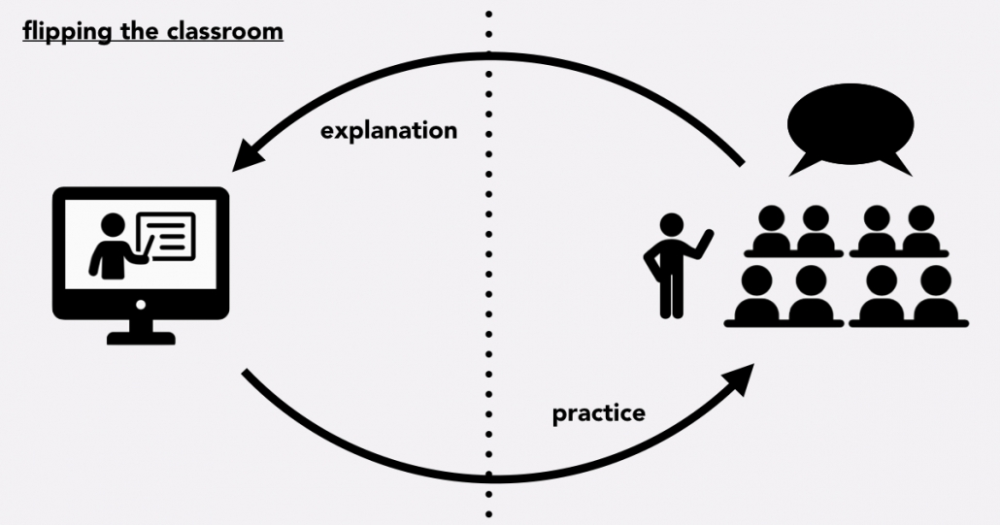 flipping the classroom
explanation
practice